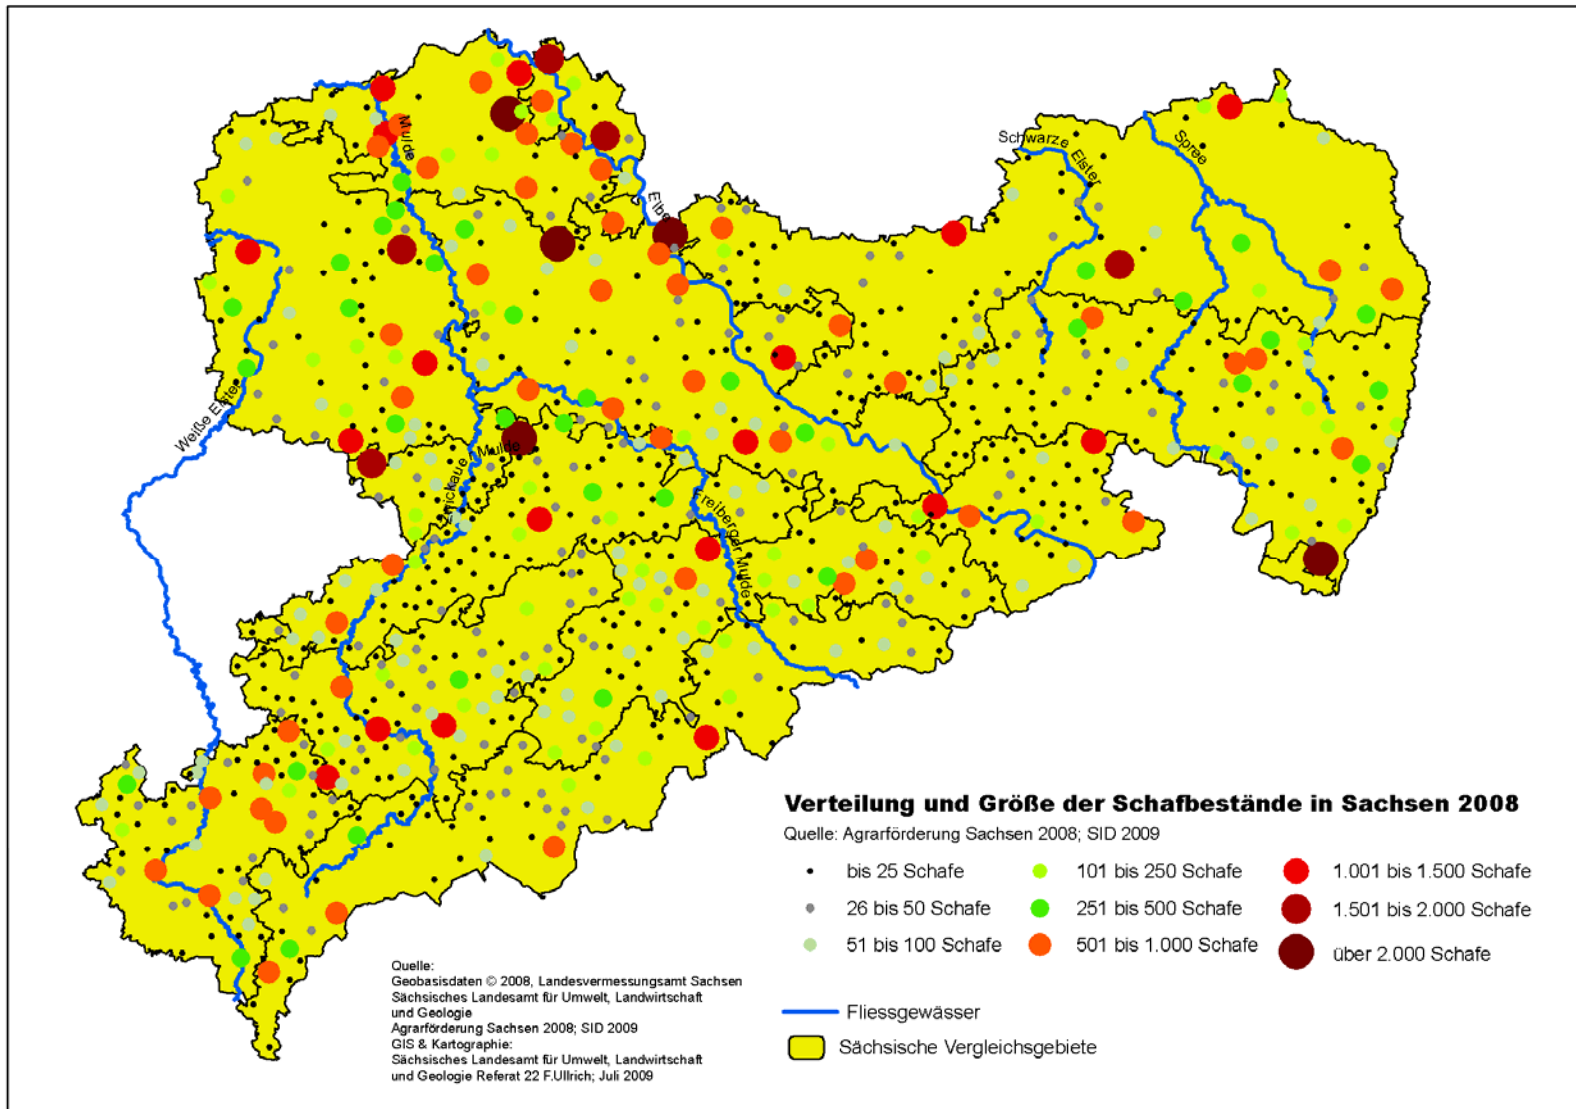 Mulde
Elbe
Schwarze Elster
Spree
Weiße Elster
Zwickauer Mulde
Freiberger Mulde
Verteilung und Größe der Schafbestände in Sachsen 2008
Quelle: Agrarförderung Sachsen 2008; SID 2009
bis 25 Schafe
26 bis 50 Schafe
51 bis 100 Schafe
101 bis 250 Schafe
251 bis 500 Schafe
501 bis 1.000 Schafe
1.001 bis 1.500 Schafe
1.501 bis 2.000 Schafe
über 2.000 Schafe
Fliessgewässer
Sächsische Vergleichsgebiete
Quelle:
Geobasisdaten © 2008, Landesvermessungsamt Sachsen
Sächsisches Landesamt für Umwelt, Landwirtschaft
und Geologie
Agrarförderung Sachsen 2008; SID 2009
GIS & Kartographie:
Sächsisches Landesamt für Umwelt, Landwirtschaft
und Geologie Referat 22 F.Ullrich; Juli 2009